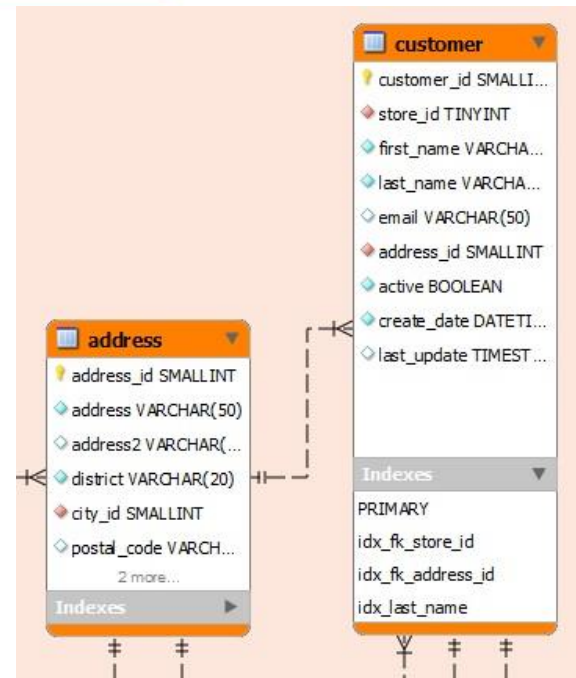 customer
customer_id SMALLI...
store_id TINYINT
first_name VARCHA...
last_name VARCHA...
email VARCHAR(50)
address_id SMALLINT
active BOOLEAN
create_date DATETI...
last_update TIMEST...
Indexes
PRIMARY
idx_fk_store_id
idx_fk_address_id
idx_last_name
address
address_id SMALLINT
address VARCHAR(50)
address2 VARCHAR(...
district VARCHAR(20)
city_id SMALLINT
postal_code VARCH...
2 more...
Indexes